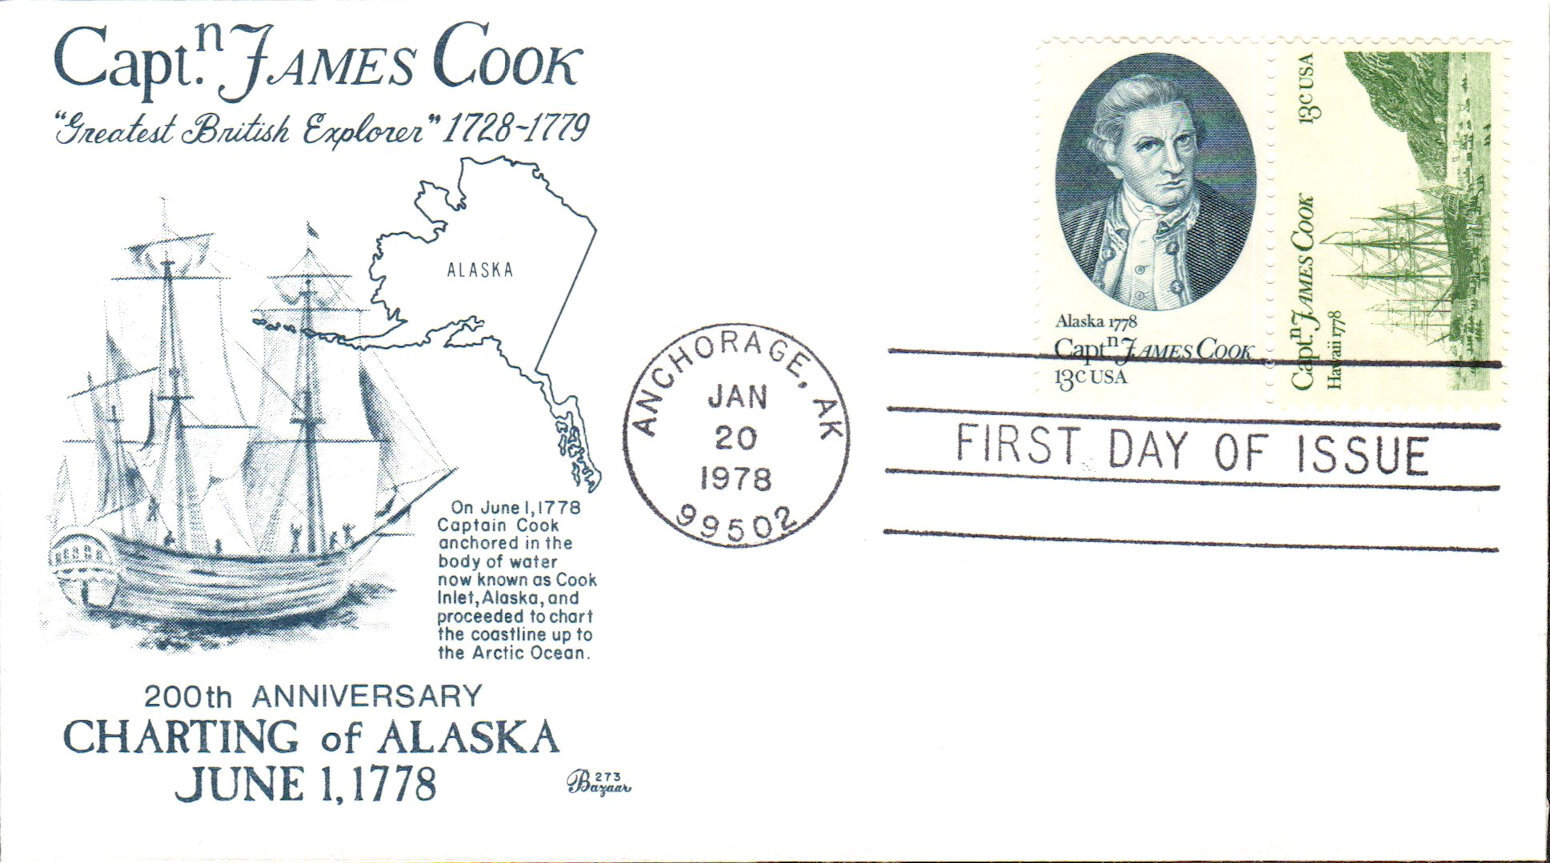 Capt.ⁿ JAMES COOK
"Greatest British Explorer" 1728-1779
ALASKA
On June 1, 1778
Captain Cook
anchored in the
body of water
now known as Cook
Inlet, Alaska, and
proceeded to chart
the coastline up to
the Arctic Ocean.
200th ANNIVERSARY
CHARTING of ALASKA
JUNE 1, 1778
273
Bazaar
ANCHORAGE, AK
JAN
20
1978
99502
Alaska 1778
Captⁿ JAMES COOK
13c USA
Capt.ⁿ JAMES COOK 13c USA
Hawaii 1778
FIRST DAY OF ISSUE